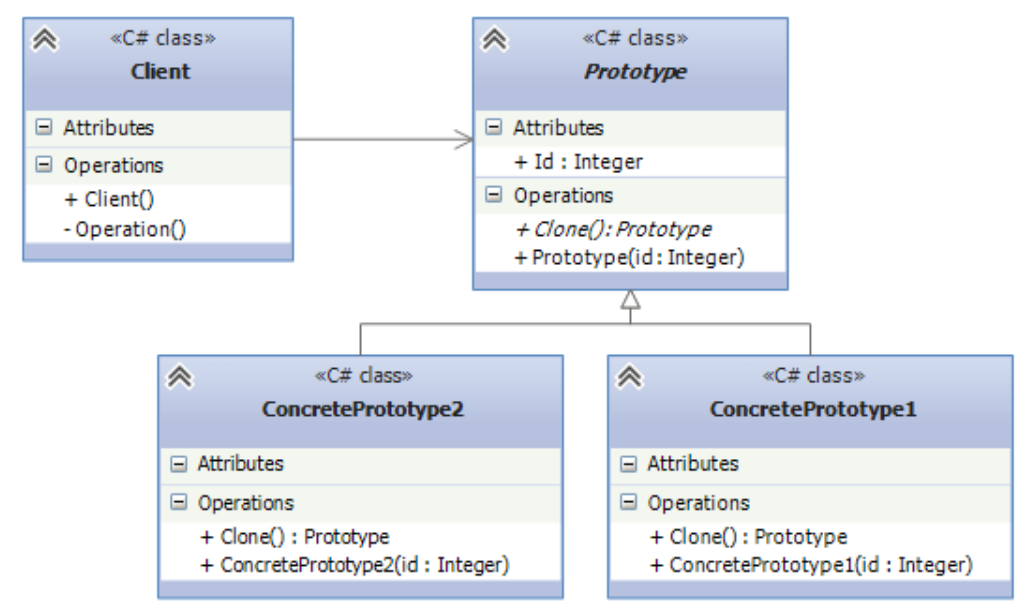 «C# class»
Client
Attributes
Operations
+ Client()
- Operation()
«C# class»
Prototype
Attributes
+ Id : Integer
Operations
+ Clone(): Prototype
+ Prototype(id : Integer)
«C# class»
ConcretePrototype2
Attributes
Operations
+ Clone() : Prototype
+ ConcretePrototype2(id : Integer)
«C# class»
ConcretePrototype1
Attributes
Operations
+ Clone() : Prototype
+ ConcretePrototype1(id : Integer)